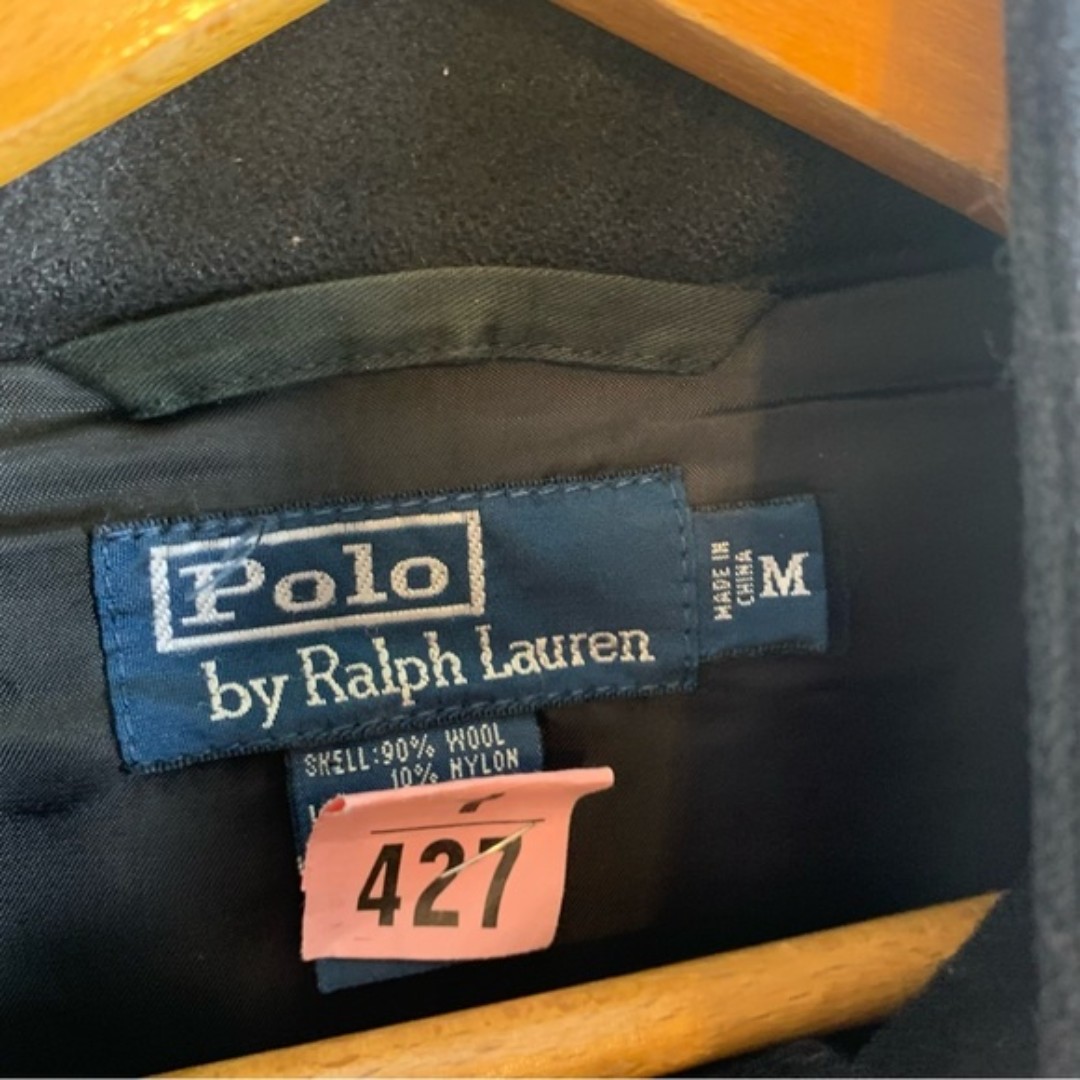 Polo
by Ralph Lauren
MADE IN
CHINA
M
SHELL:90% WOOL
10% NYLON
427